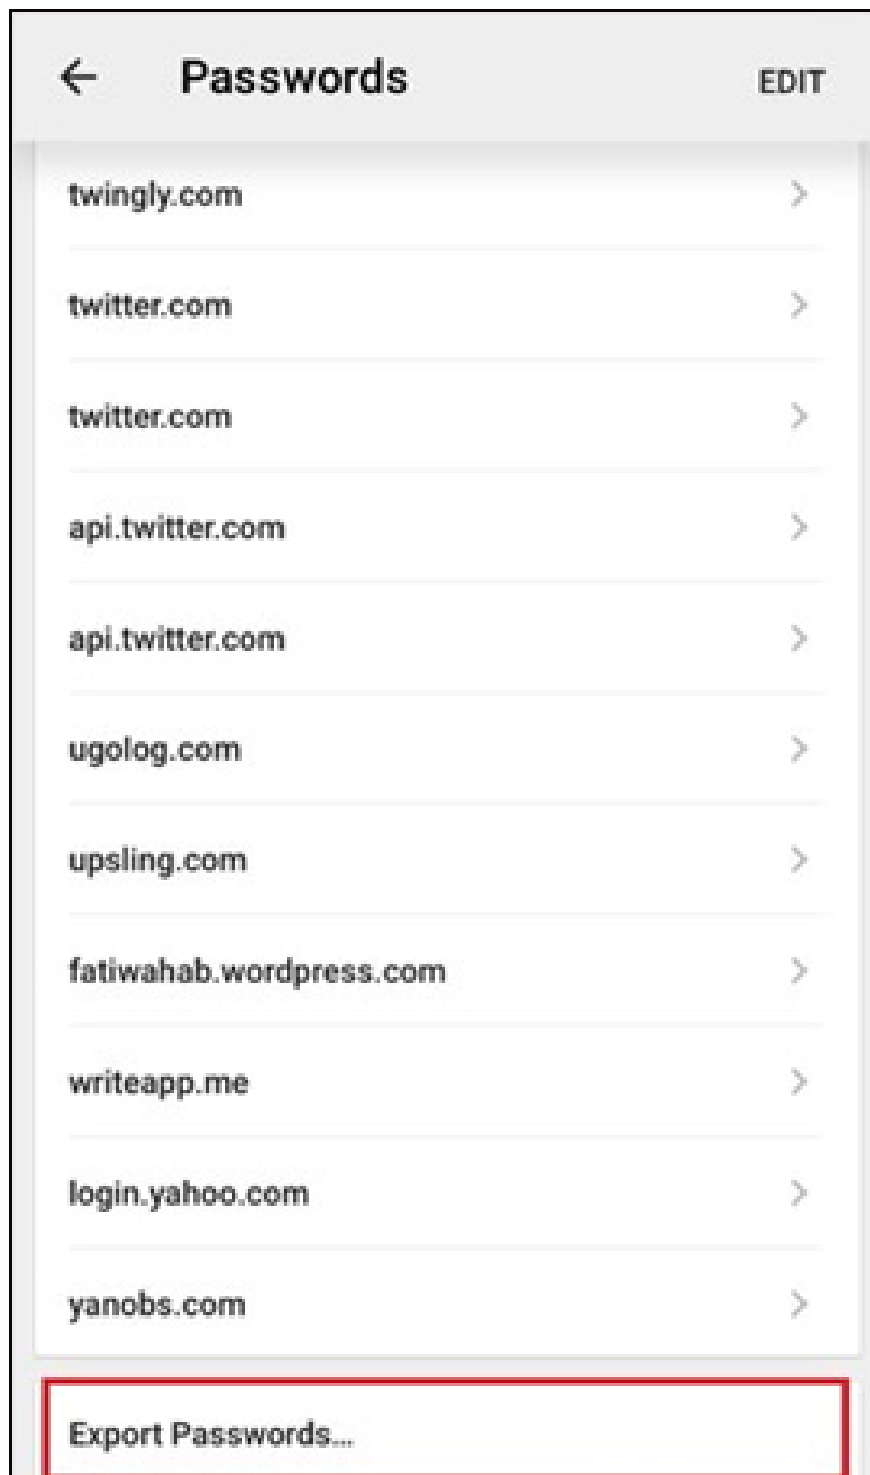 Passwords
EDIT
twingly.com
twitter.com
twitter.com
api.twitter.com
api.twitter.com
ugolog.com
upsling.com
fatiwahab.wordpress.com
writeapp.me
login.yahoo.com
yanobs.com
Export Passwords...